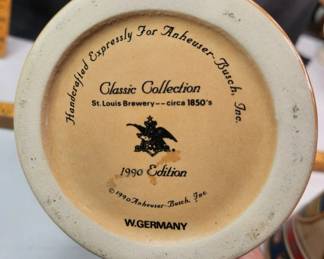 Handcrafted Expressly For Anheuser-Busch, Inc.
Classic Collection
St. Louis Brewery -- circa 1850's
1990 Edition
© 1990 Anheuser-Busch, Inc.
W. GERMANY